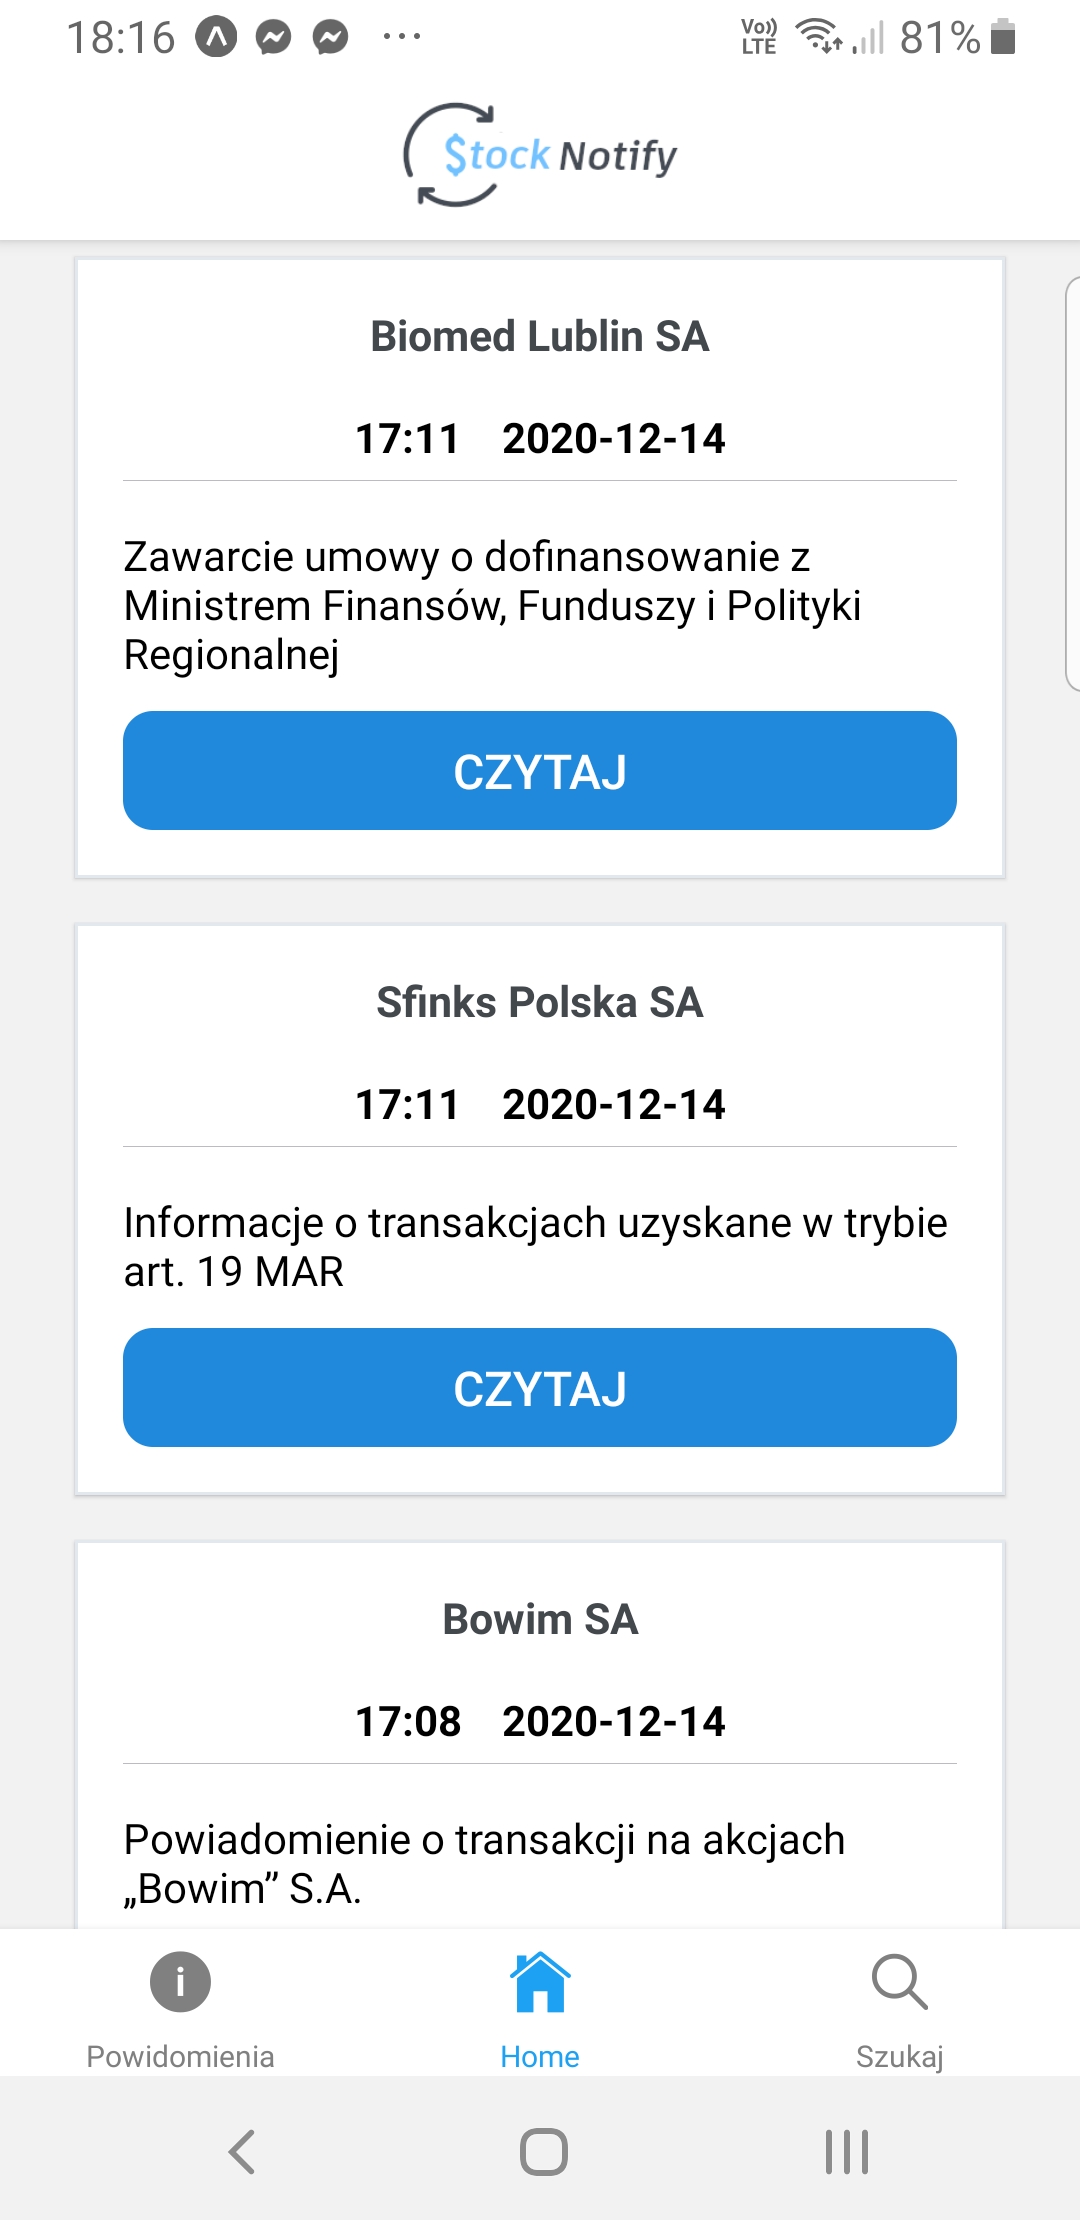 18:16 Vo)) LTE 81%
$tock Notify
Biomed Lublin SA
17:11 2020-12-14
Zawarcie umowy o dofinansowanie z
Ministrem Finansów, Funduszy i Polityki
Regionalnej
CZYTAJ
Sfinks Polska SA
17:11 2020-12-14
Informacje o transakcjach uzyskane w trybie
art. 19 MAR
CZYTAJ
Bowim SA
17:08 2020-12-14
Powiadomienie o transakcji na akcjach
„Bowim” S.A.
Powidomienia Home Szukaj